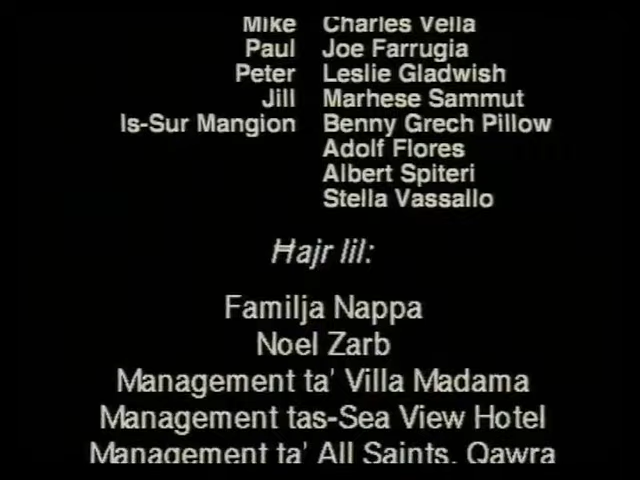 Mike Charles Vella
Paul Joe Farrugia
Peter Leslie Gladwish
Jill Marhese Sammut
Is-Sur Mangion Benny Grech Pillow
Adolf Flores
Albert Spiteri
Stella Vassallo
Ħajr lil:
Familja Nappa
Noel Zarb
Management ta' Villa Madama
Management tas-Sea View Hotel
Management ta' All Saints, Qawra